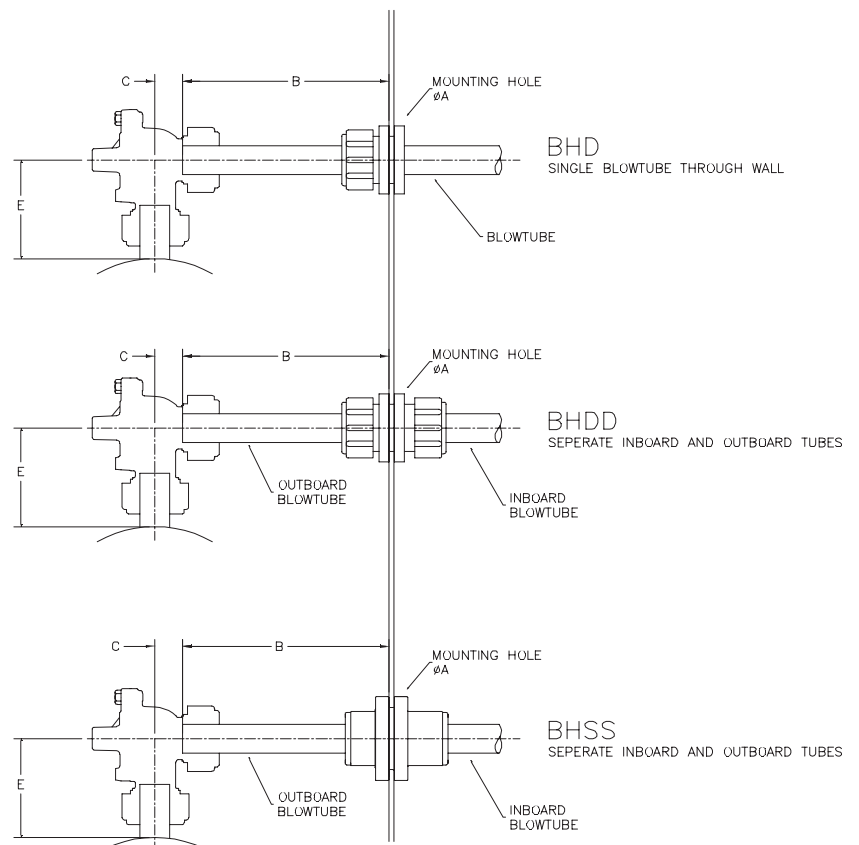 C
B
MOUNTING HOLE
øA
BHD
SINGLE BLOWTUBE THROUGH WALL
E
BLOWTUBE
C
B
MOUNTING HOLE
øA
BHDD
SEPERATE INBOARD AND OUTBOARD TUBES
E
OUTBOARD
BLOWTUBE
INBOARD
BLOWTUBE
C
B
MOUNTING HOLE
øA
BHSS
SEPERATE INBOARD AND OUTBOARD TUBES
E
OUTBOARD
BLOWTUBE
INBOARD
BLOWTUBE